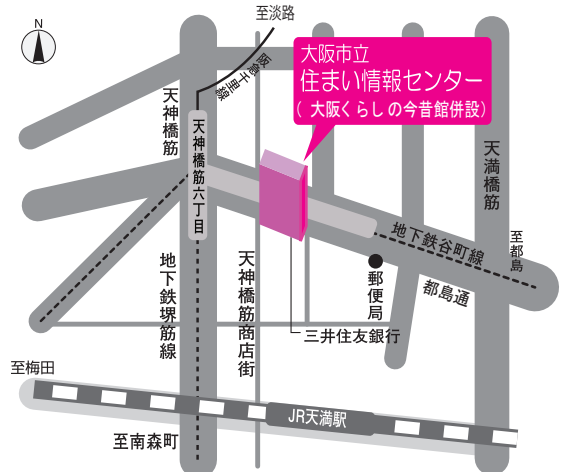 N
至淡路
阪急千里線
大阪市立
住まい情報センター
( 大阪くらしの今昔館併設)
天神橋筋
天神橋筋六丁目
天満橋筋
地下鉄谷町線
至都島
都島通
郵便局
地下鉄堺筋線
天神橋筋商店街
三井住友銀行
至梅田
JR天満駅
至南森町